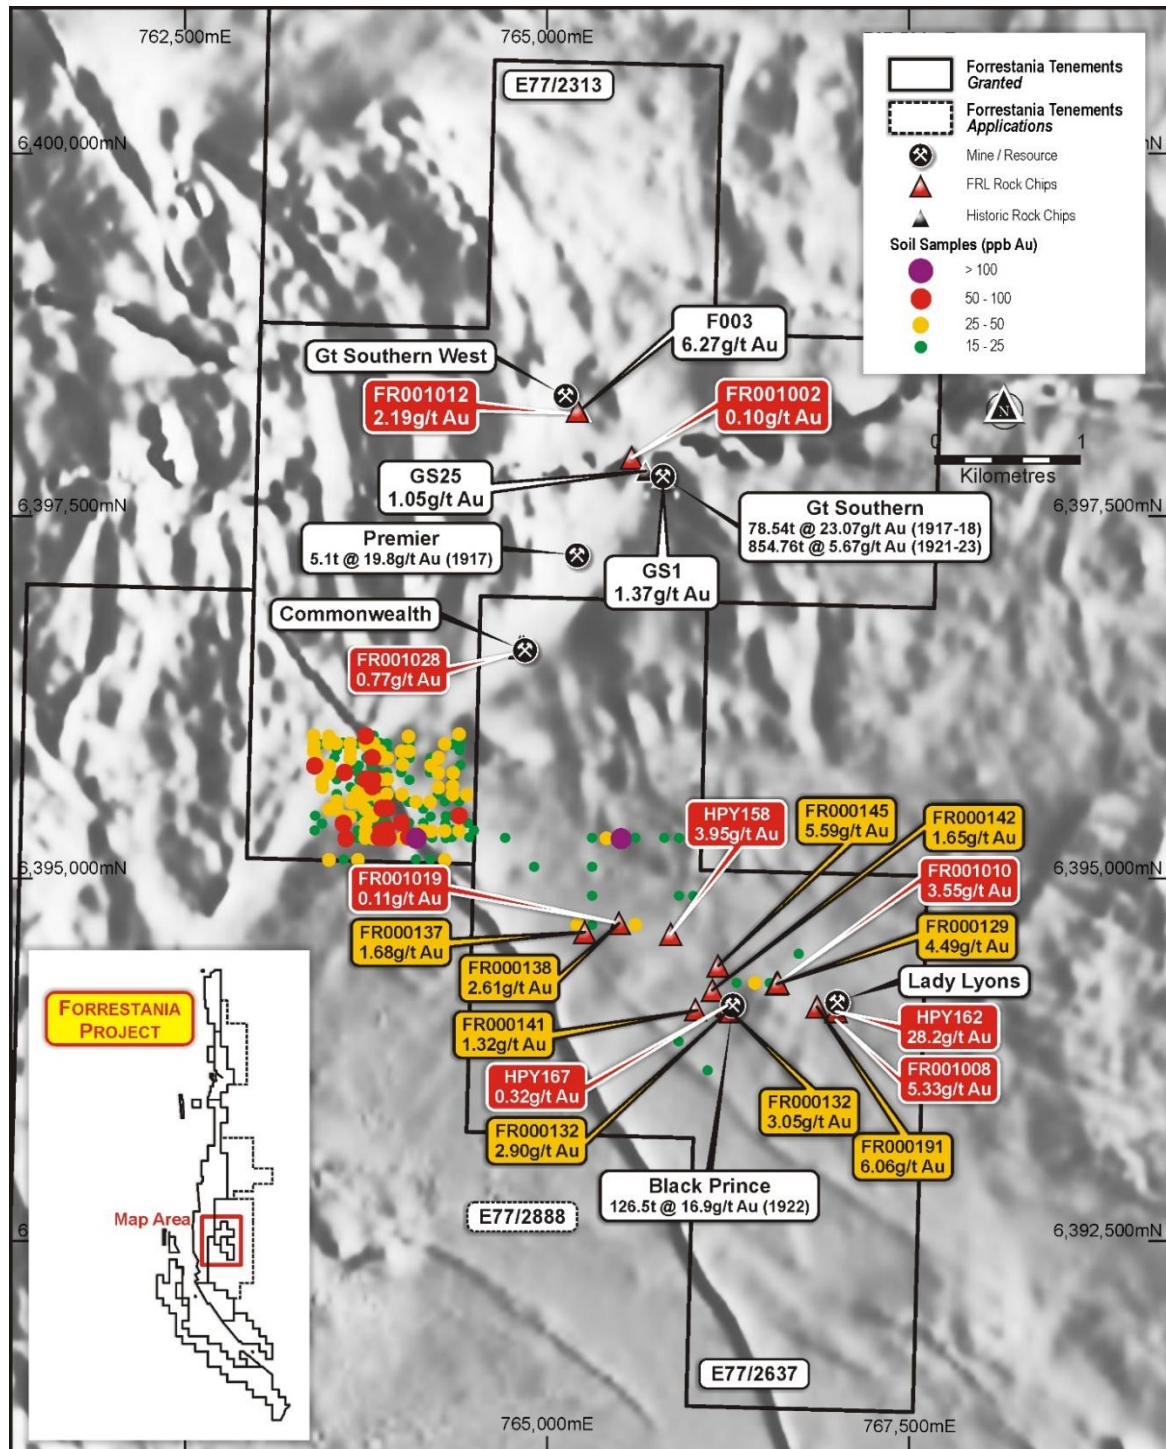 762,500mE
765,000mE
E77/2313
6,400,000mN
Forrestania Tenements
Granted
Forrestania Tenements
Applications
Mine / Resource
FRL Rock Chips
Historic Rock Chips
Soil Samples (ppb Au)
> 100
50 - 100
25 - 50
15 - 25
mN
N
0
1
Kilometres
F003
6.27g/t Au
Gt Southern West
FR001012
2.19g/t Au
FR001002
0.10g/t Au
GS25
1.05g/t Au
6,397,500mN
6,397,500mN
Gt Southern
78.54t @ 23.07g/t Au (1917-18)
854.76t @ 5.67g/t Au (1921-23)
Premier
5.1t @ 19.8g/t Au (1917)
GS1
1.37g/t Au
Commonwealth
FR001028
0.77g/t Au
HPY158
3.95g/t Au
FR000145
5.59g/t Au
FR000142
1.65g/t Au
6,395,000mN
6,395,000mN
FR001019
0.11g/t Au
FR001010
3.55g/t Au
FR000137
1.68g/t Au
FR000129
4.49g/t Au
FR000138
2.61g/t Au
Lady Lyons
FR000141
1.32g/t Au
HPY162
28.2g/t Au
HPY167
0.32g/t Au
FR001008
5.33g/t Au
FR000132
3.05g/t Au
FR000132
2.90g/t Au
FR000191
6.06g/t Au
Black Prince
126.5t @ 16.9g/t Au (1922)
E77/2888
6,392,500mN
6
FORRESTANIA
PROJECT
Map Area
E77/2637
765,000mE
767,500mE